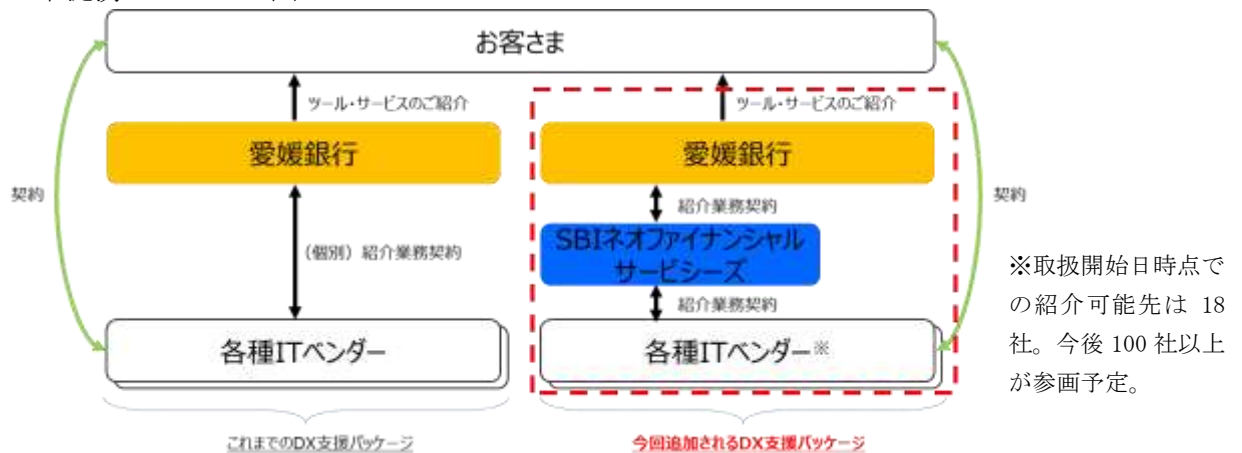 お客さま
ツール・サービスのご紹介
ツール・サービスのご紹介
愛媛銀行
愛媛銀行
契約
契約
紹介業務契約
(個別)紹介業務契約
SBIネオファイナンシャル
サービシーズ
紹介業務契約
各種ITベンダー
各種ITベンダー※
※取扱開始日時点で
の紹介可能先は 18
社。今後 100 社以上
が参画予定。
これまでのDX支援パッケージ
今回追加されるDX支援パッケージ